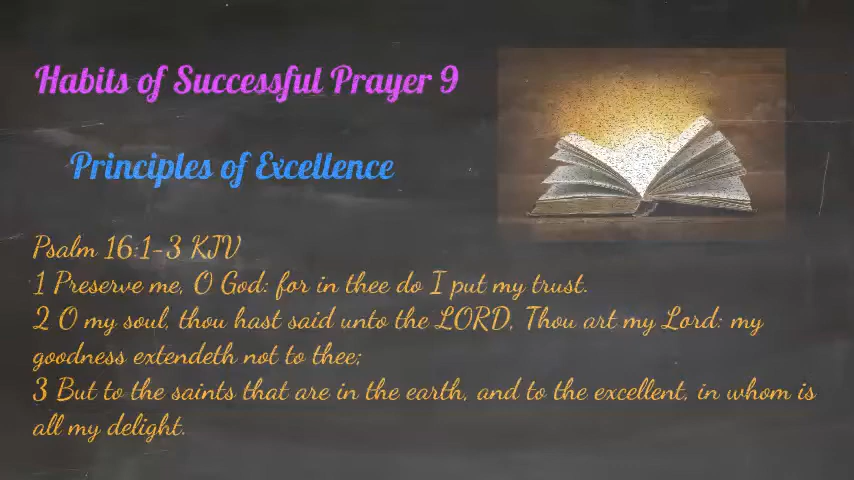 Habits of Successful Prayer 9
Principles of Excellence
Psalm 16:1-3 KJV
1 Preserve me, O God: for in thee do I put my trust.
2 O my soul, thou hast said unto the LORD, Thou art my Lord: my
goodness extendeth not to thee;
3 But to the saints that are in the earth, and to the excellent, in whom is
all my delight.